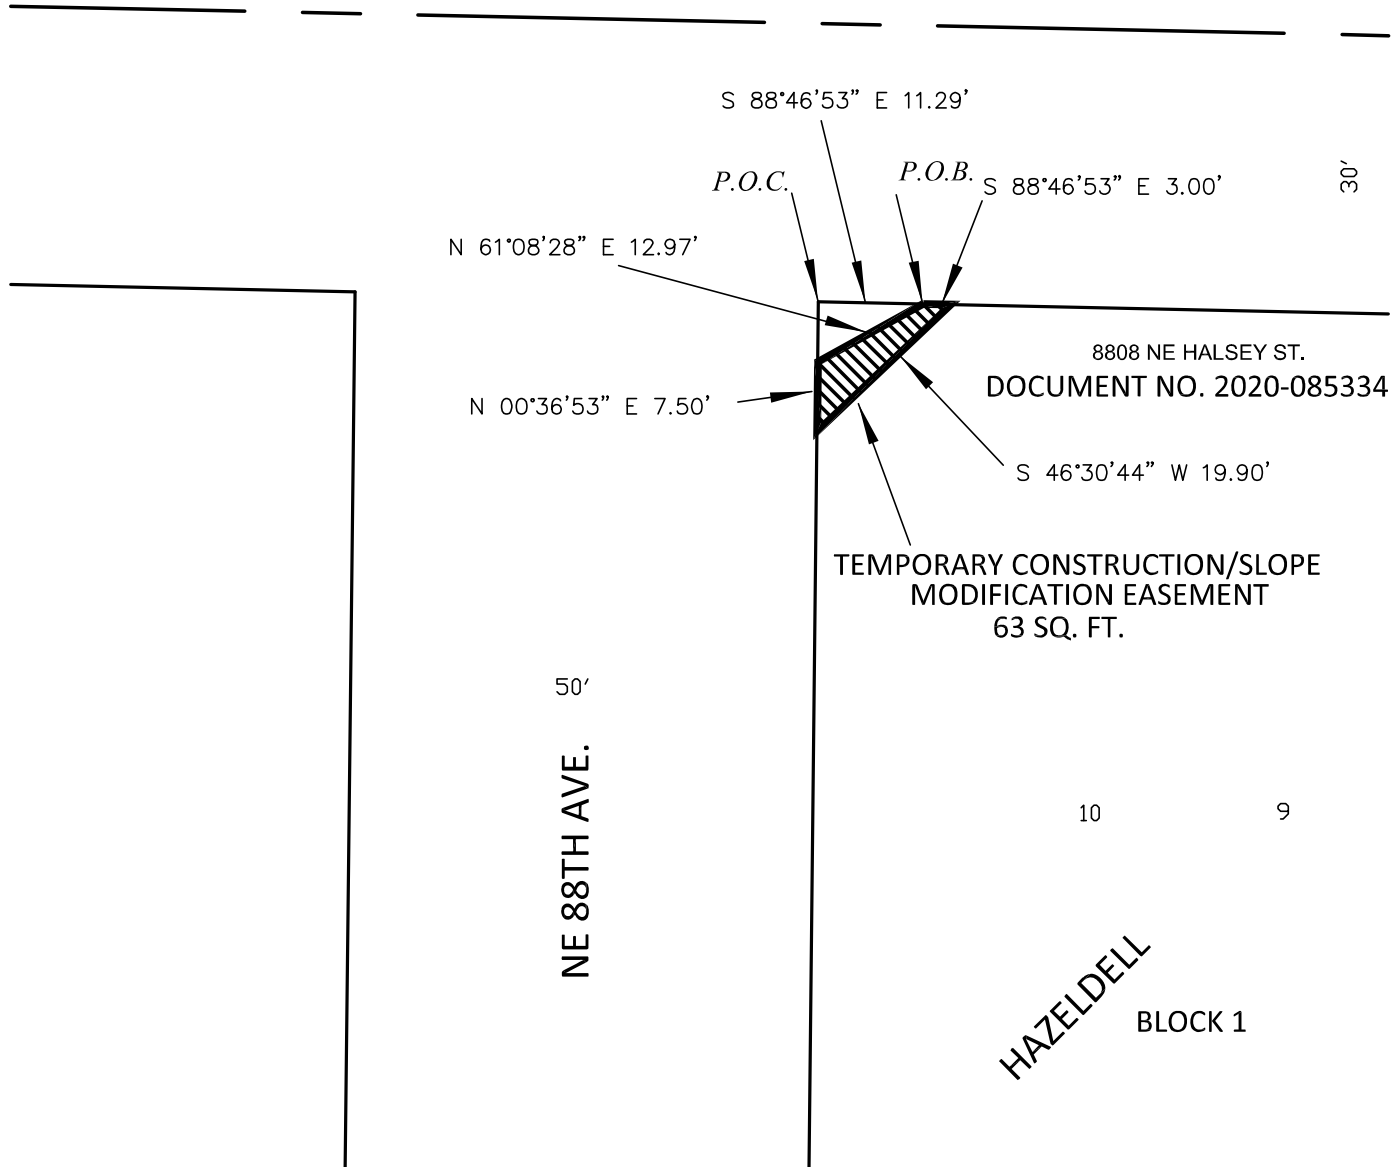 S 88°46'53" E 11.29'
P.O.C.
P.O.B.
S 88°46'53" E 3.00'
30'
N 61°08'28" E 12.97'
8808 NE HALSEY ST.
DOCUMENT NO. 2020-085334
N 00°36'53" E 7.50'
S 46°30'44" W 19.90'
TEMPORARY CONSTRUCTION/SLOPE
MODIFICATION EASEMENT
63 SQ. FT.
50'
NE 88TH AVE.
10
9
HAZELDELL
BLOCK 1